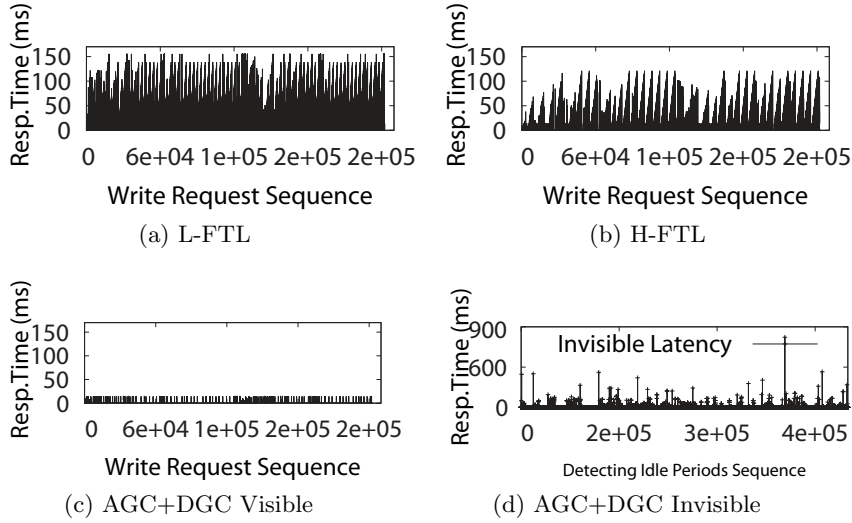 Resp.Time (ms)
150
100
50
0
0 6e+04 1e+05 2e+05 2e+05
Write Request Sequence
(a) L-FTL
Resp.Time (ms)
150
100
50
0
0 6e+04 1e+05 2e+05 2e+05
Write Request Sequence
(b) H-FTL
Resp.Time (ms)
150
100
50
0
0 6e+04 1e+05 2e+05 2e+05
Write Request Sequence
(c) AGC+DGC Visible
Resp.Time (ms)
900
600
0
Invisible Latency
0 2e+05 3e+05 4e+05
Detecting Idle Periods Sequence
(d) AGC+DGC Invisible